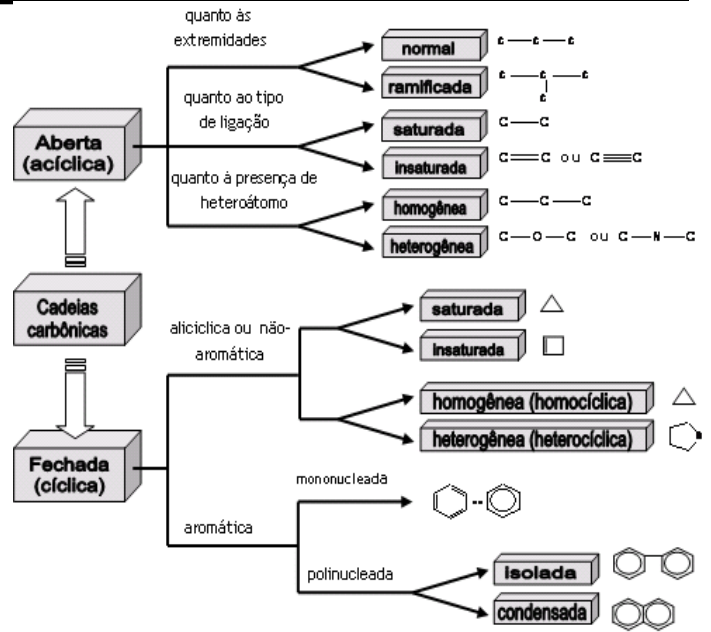 quanto às
extremidades
normal
c — c — c
ramificada
c — c — c
c
quanto ao tipo
de ligação
Aberta
(acíclica)
saturada
C — C
insaturada
C══C ou C≡≡C
quanto à presença de
heteroátomo
homogênea
C — C — C
heterogênea
C — O — C ou C — N — C
Cadeias
carbônicas
aliciclica ou não-
aromática
saturada
insaturada
homogênea (homocíclica)
heterogênea (heterocíclica)
Fechada
(cíclica)
mononucleada
aromática
polinucleada
isolada
condensada